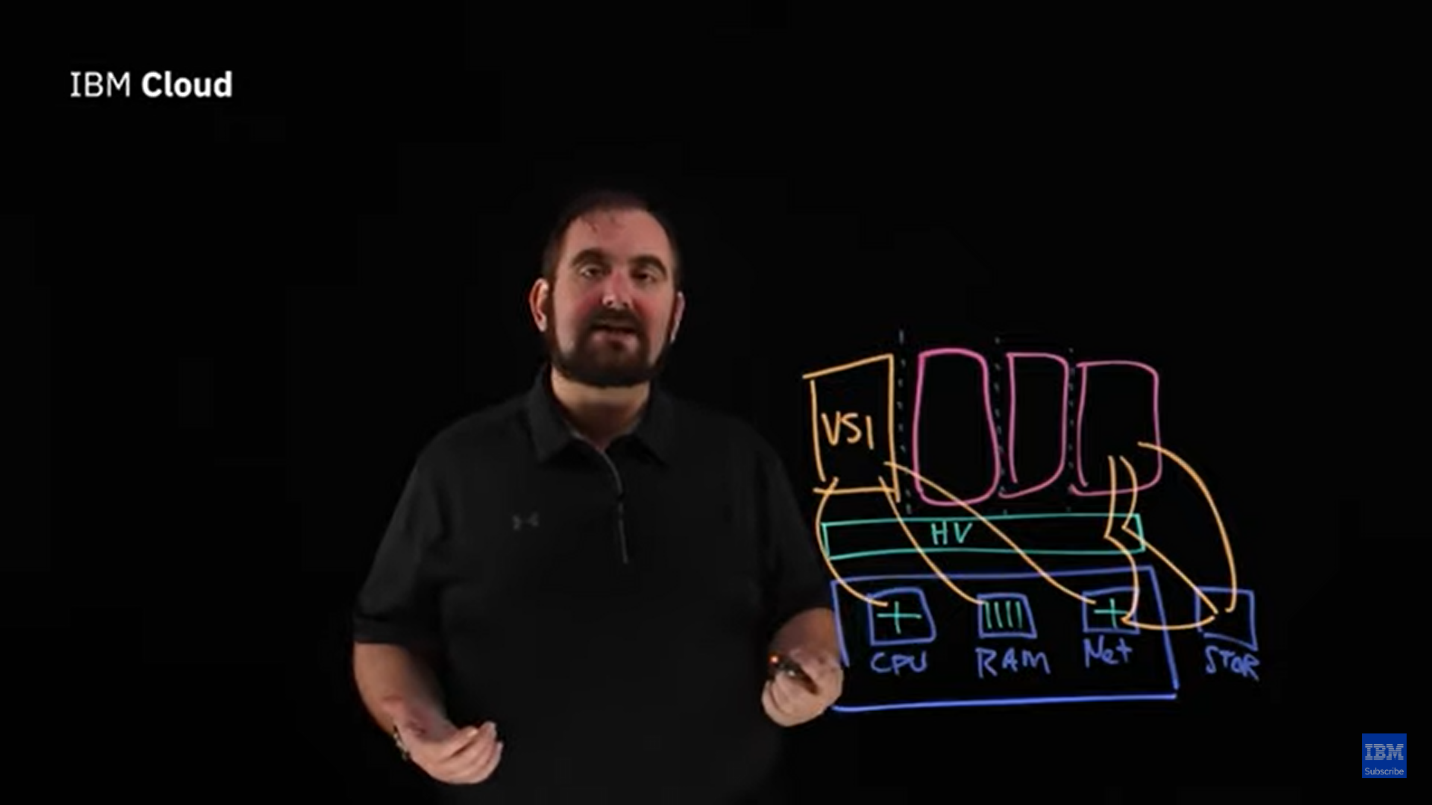 IBM Cloud
VSI
HV
CPU RAM Net STOR
IBM
Subscribe